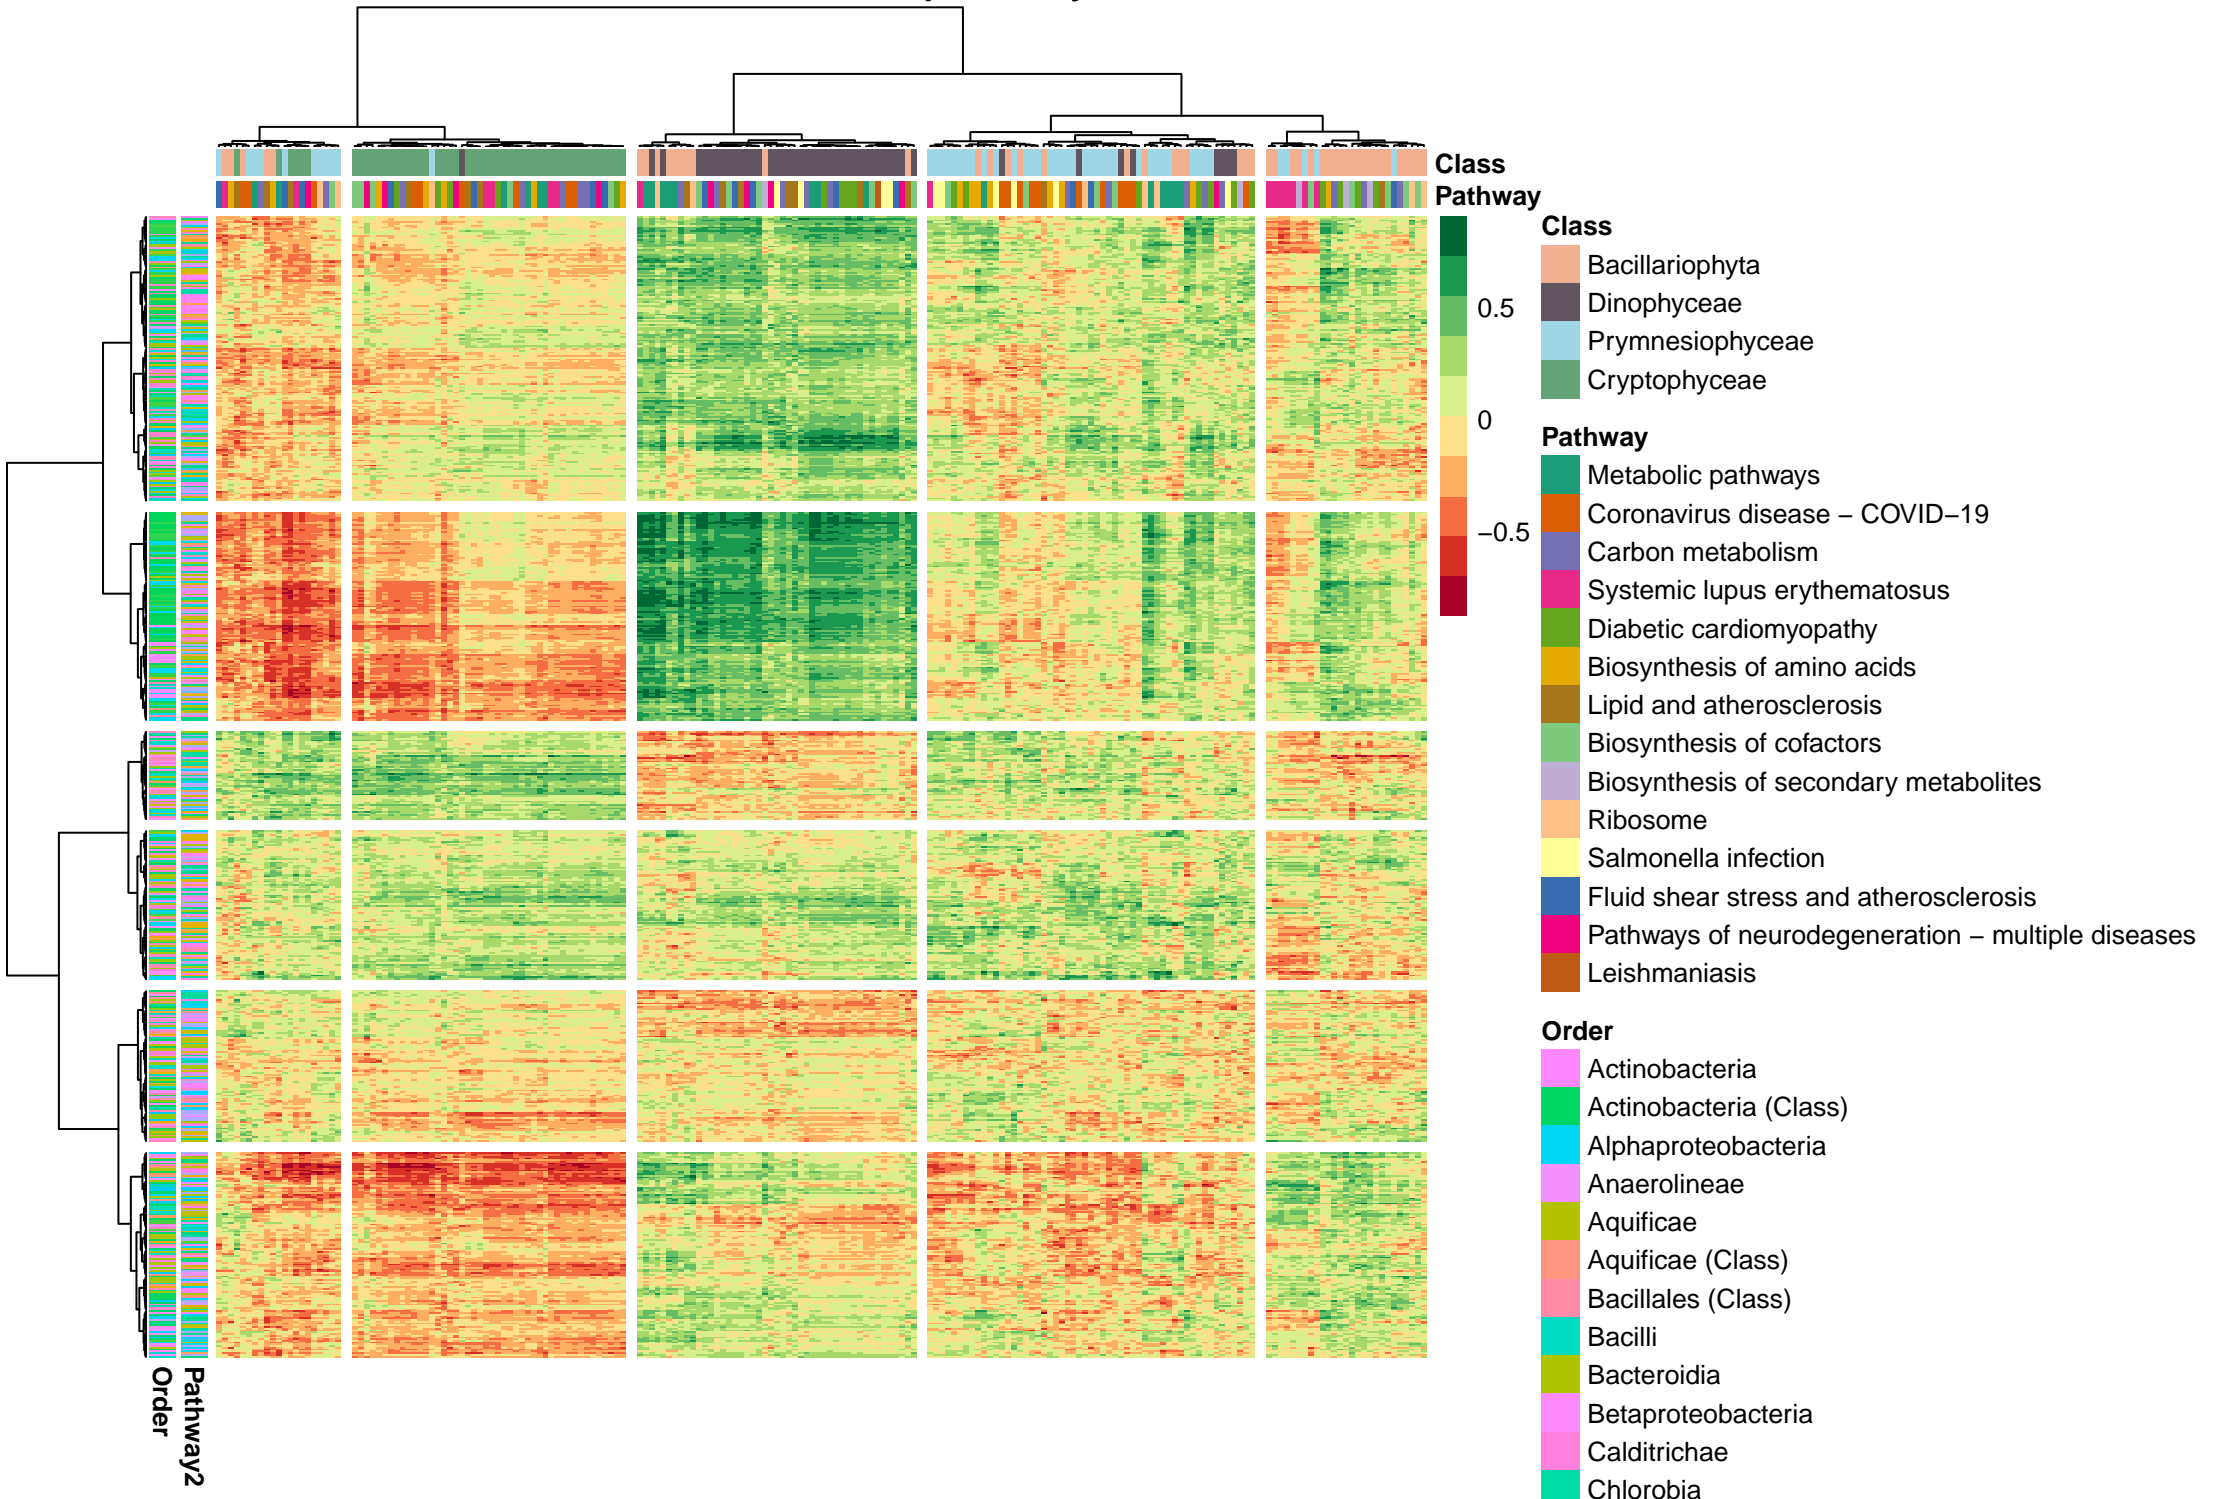 Class
Pathway
0.5
0
−0.5
Class
Bacillariophyta
Dinophyceae
Prymnesiophyceae
Cryptophyceae
Pathway
Metabolic pathways
Coronavirus disease − COVID−19
Carbon metabolism
Systemic lupus erythematosus
Diabetic cardiomyopathy
Biosynthesis of amino acids
Lipid and atherosclerosis
Biosynthesis of cofactors
Biosynthesis of secondary metabolites
Ribosome
Salmonella infection
Fluid shear stress and atherosclerosis
Pathways of neurodegeneration − multiple diseases
Leishmaniasis
Order
Actinobacteria
Actinobacteria (Class)
Alphaproteobacteria
Anaerolineae
Aquificae
Aquificae (Class)
Bacillales (Class)
Bacilli
Bacteroidia
Betaproteobacteria
Calditrichae
Chlorobia
Order
Pathway2